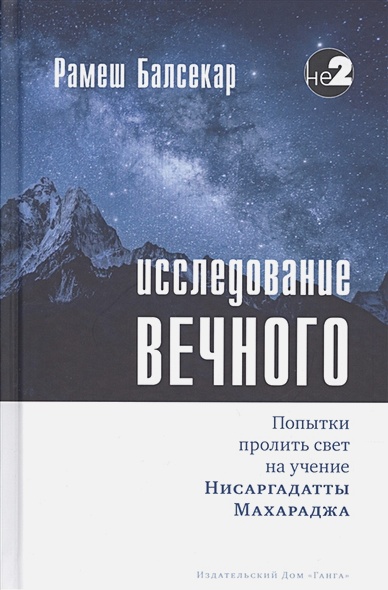 Рамеш Балсекар
не2
исследование
ВЕЧНОГО
Попытки
пролить свет
на учение
Нисаргадатты
Махараджа
Издательский Дом «Ганга»